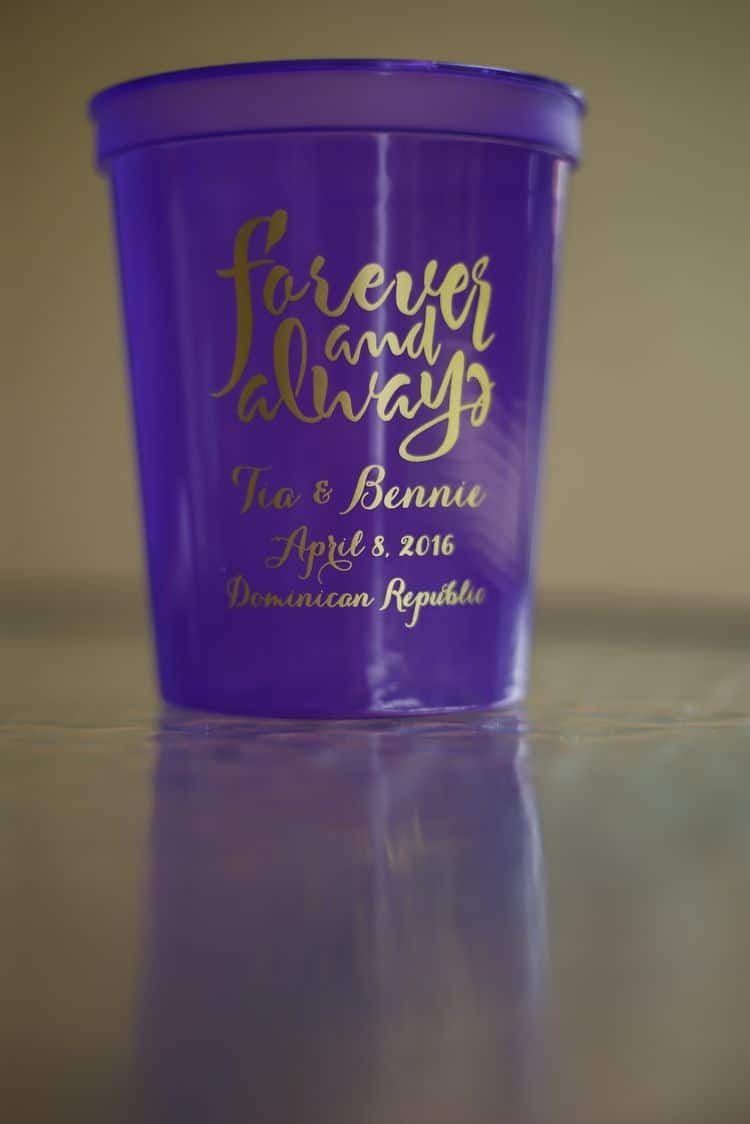 forever
and
always
Tia & Bennie
April 8, 2016
Dominican Republic